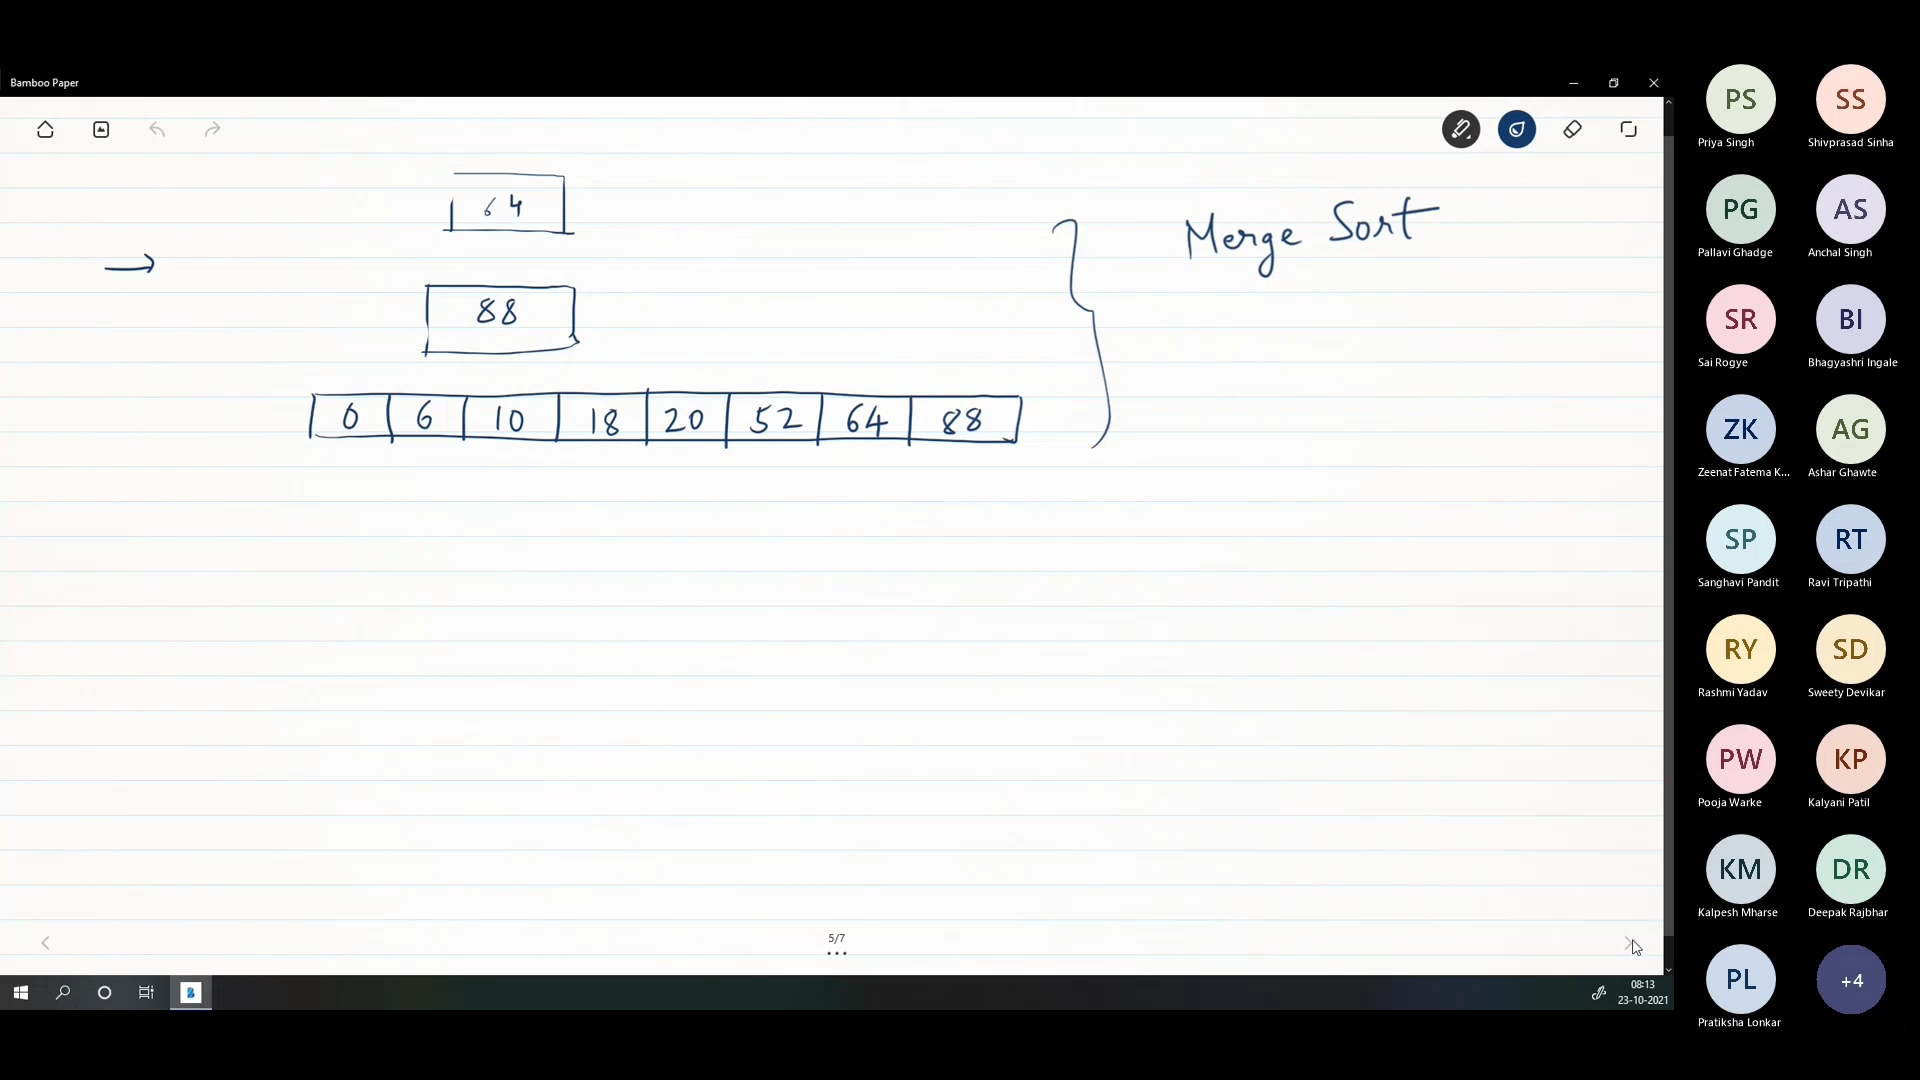 Bamboo Paper
64
Merge Sort
→
88
0 6 10 18 20 52 64 88
5/7
08:13
23-10-2021
PS
Priya Singh
SS
Shivprasad Sinha
PG
Pallavi Ghadge
AS
Anchal Singh
SR
Sai Rogye
BI
Bhagyashri Ingale
ZK
Zeenat Fatema K...
AG
Ashar Ghawte
SP
Sanghavi Pandit
RT
Ravi Tripathi
RY
Rashmi Yadav
SD
Sweety Devikar
PW
Pooja Warke
KP
Kalyani Patil
KM
Kalpesh Mharse
DR
Deepak Rajbhar
PL
Pratiksha Lonkar
+4